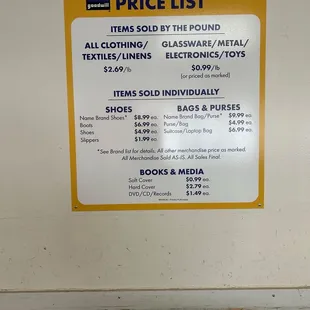 goodwill PRICE LIST
ITEMS SOLD BY THE POUND
ALL CLOTHING/ GLASSWARE/METAL/
TEXTILES/LINENS ELECTRONICS/TOYS
$2.69/lb $0.99/lb
(or priced as marked)
ITEMS SOLD INDIVIDUALLY
SHOES BAGS & PURSES
Name Brand Shoes* $8.99 EA. Name Brand Bag/Purse* $9.99 EA.
Boots $6.99 EA. Purse/Bag $4.99 EA.
Shoes $4.99 EA. Suitcase/Laptop Bag $6.99 EA.
Slippers $1.99 EA.
*See Brand list for details. All other merchandise price as marked.
All Merchandise Sold AS-IS. All Sales Final.
BOOKS & MEDIA
Soft Cover $0.99 EA.
Hard Cover $2.79 EA.
DVD/CD/Records $1.49 EA.